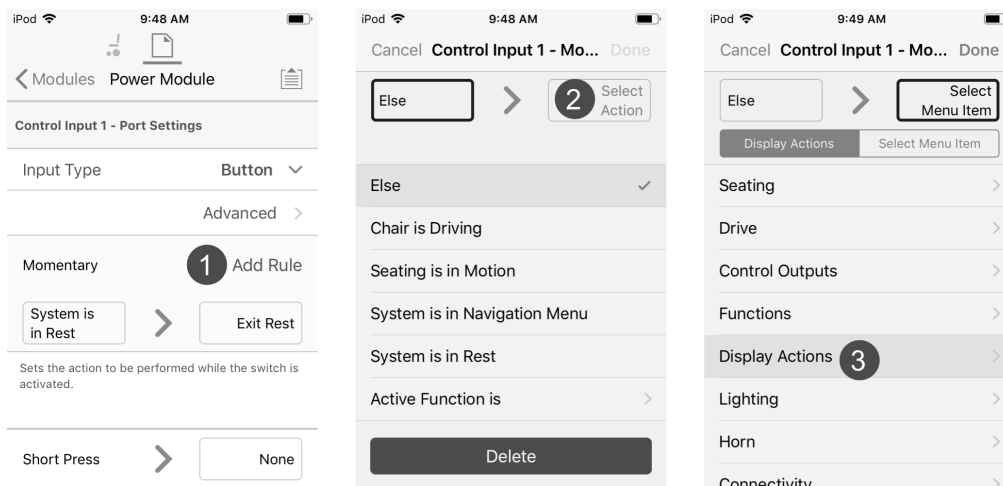 iPod 9:48 AM
Modules Power Module
Control Input 1 - Port Settings
Input Type Button
Advanced
Momentary 1 Add Rule
System is
in Rest
Exit Rest
Sets the action to be performed while the switch is
activated.
Short Press None
iPod 9:48 AM
Cancel Control Input 1 - Mo... Done
Else
2 Select
Action
Else
Chair is Driving
Seating is in Motion
System is in Navigation Menu
System is in Rest
Active Function is
Delete
iPod 9:49 AM
Cancel Control Input 1 - Mo... Done
Else
Select
Menu Item
Display Actions Select Menu Item
Seating
Drive
Control Outputs
Functions
Display Actions 3
Lighting
Horn
Connectivity